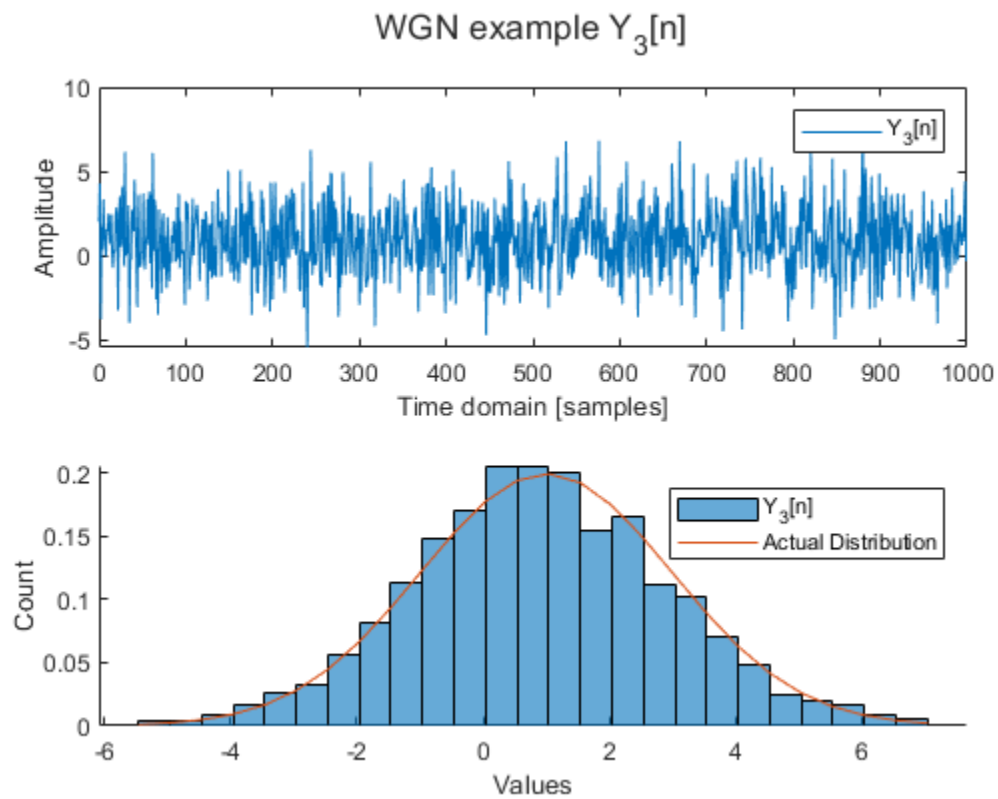 WGN example Y3[n]
10
5
0
-5
Amplitude
Y3[n]
0 100 200 300 400 500 600 700 800 900 1000
Time domain [samples]
0.2
0.15
0.1
0.05
0
Count
Y3[n]
Actual Distribution
-6 -4 -2 0 2 4 6
Values